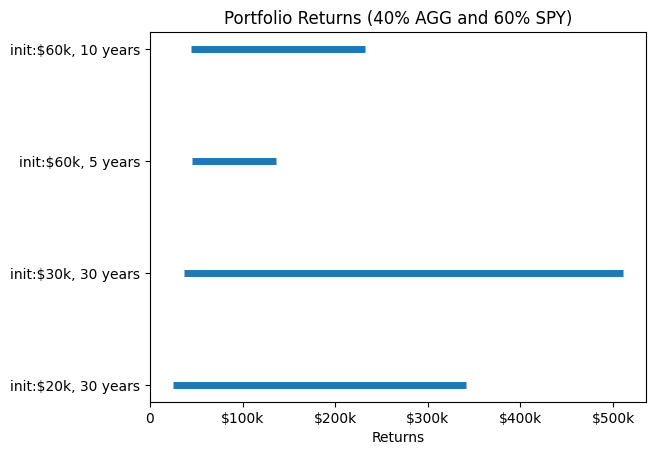 Portfolio Returns (40% AGG and 60% SPY)
init:$60k, 10 years
init:$60k, 5 years
init:$30k, 30 years
init:$20k, 30 years
0 $100k $200k $300k $400k $500k
Returns